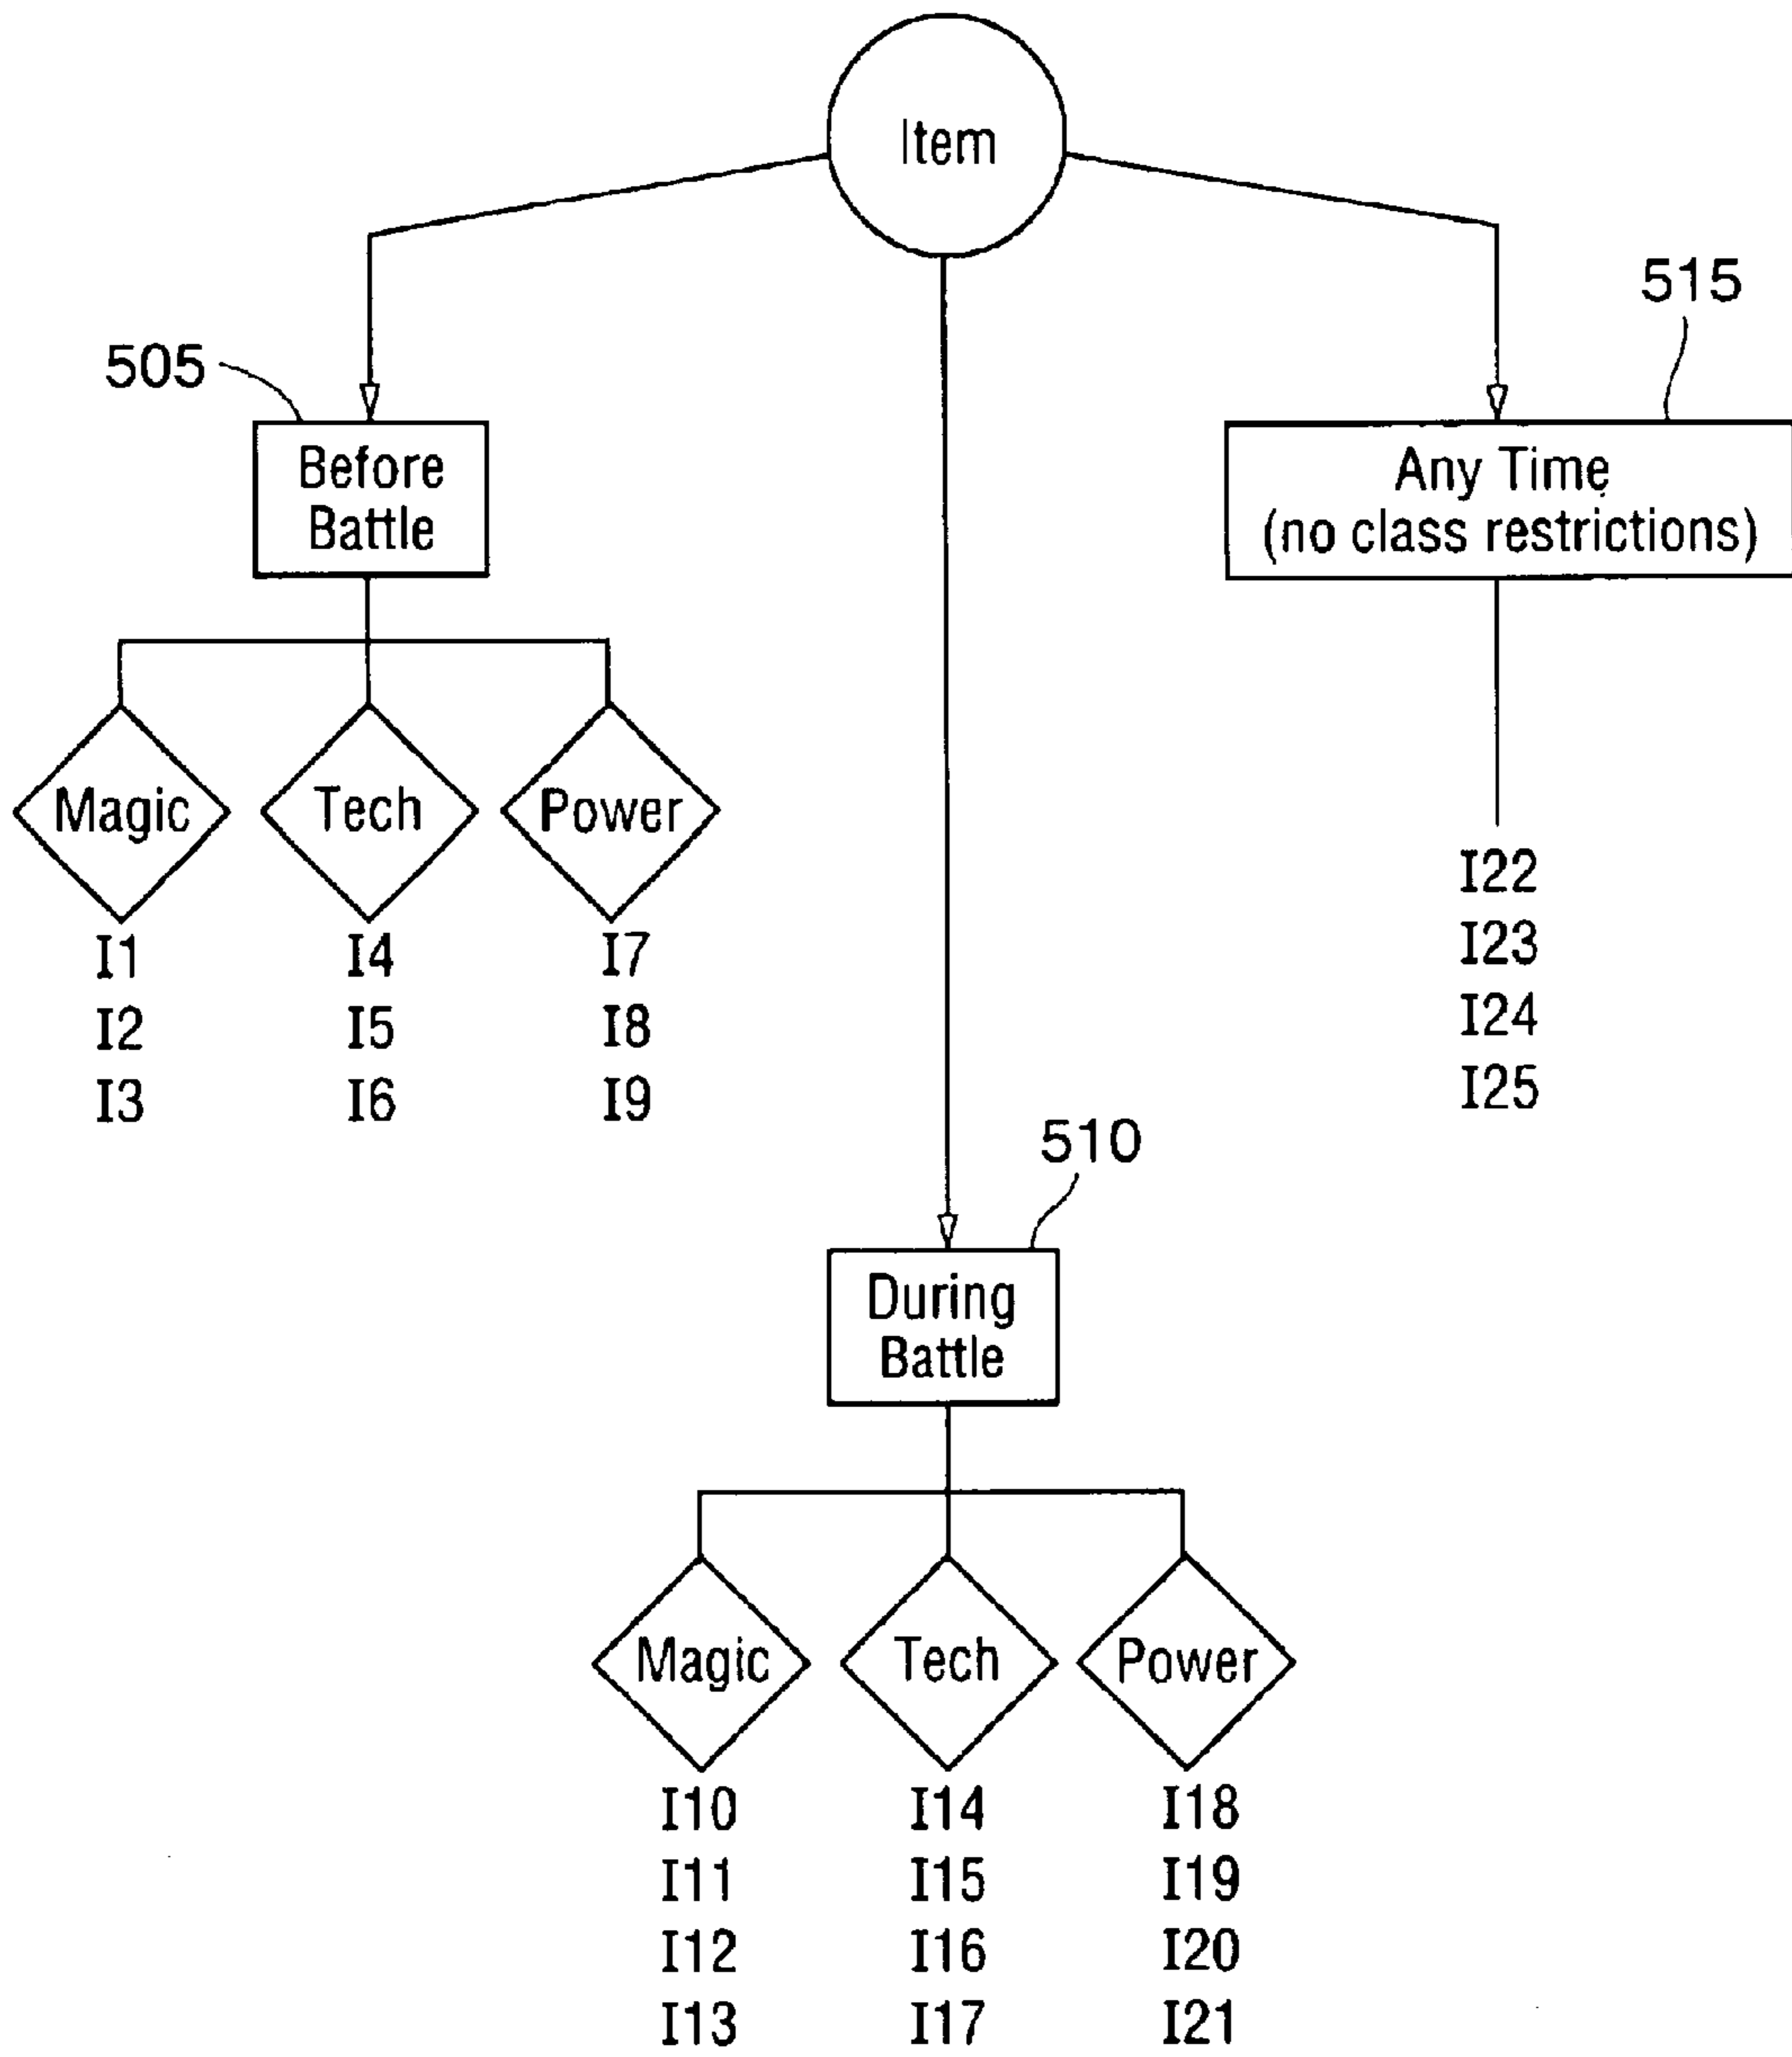 Item
515
505
Before
Battle
Any Time
(no class restrictions)
Magic
Tech
Power
I1
I2
I3
I4
I5
I6
I7
I8
I9
I22
I23
I24
I25
510
During
Battle
Magic
Tech
Power
I10
I11
I12
I13
I14
I15
I16
I17
I18
I19
I20
I21